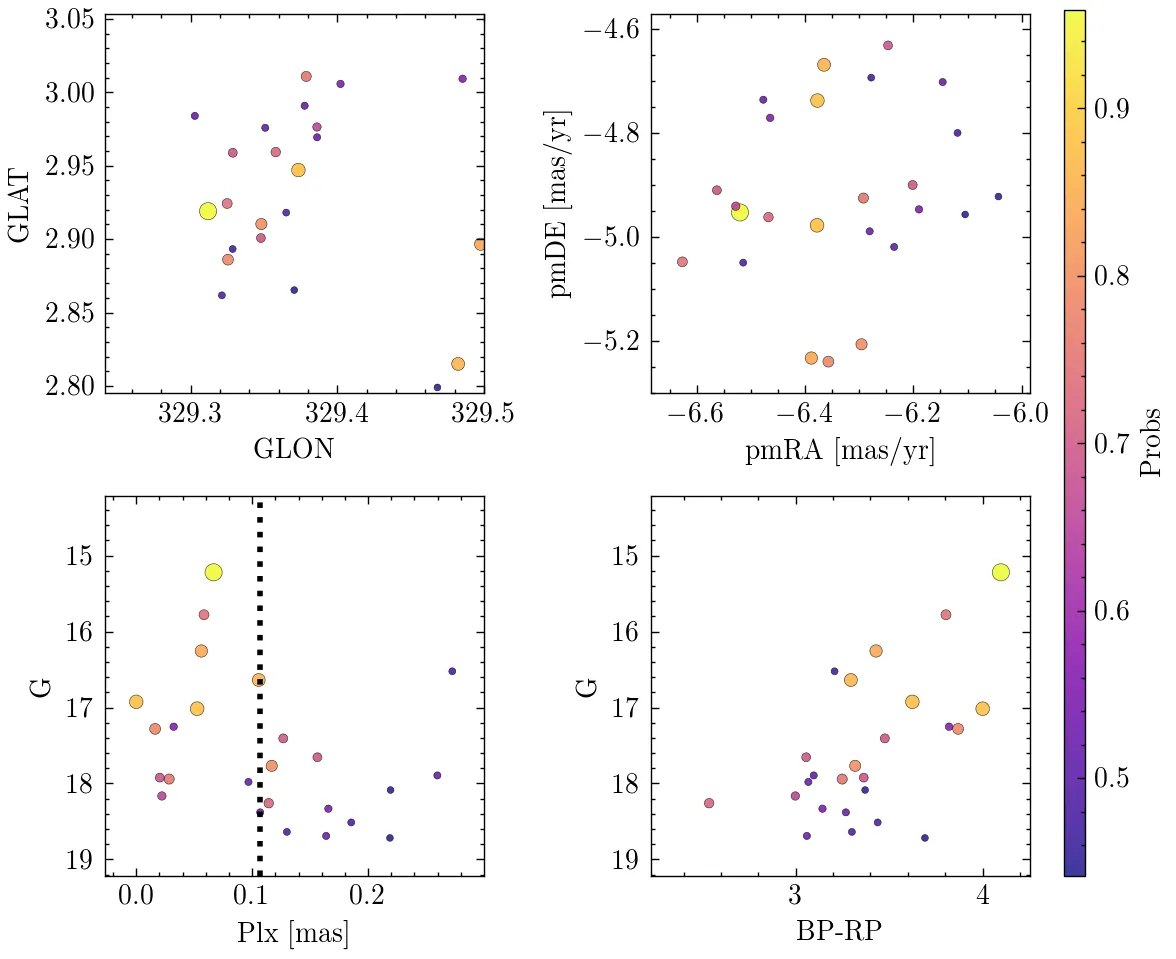 3.05
3.00
2.95
2.90
2.85
2.80
GLAT
329.3 329.4 329.5
GLON
−4.6
−4.8
−5.0
−5.2
pmDE [mas/yr]
−6.6 −6.4 −6.2 −6.0
pmRA [mas/yr]
0.9
0.8
0.7
0.6
0.5
Probs
15
16
17
18
19
G
0.0 0.1 0.2
Plx [mas]
15
16
17
18
19
G
3 4
BP-RP